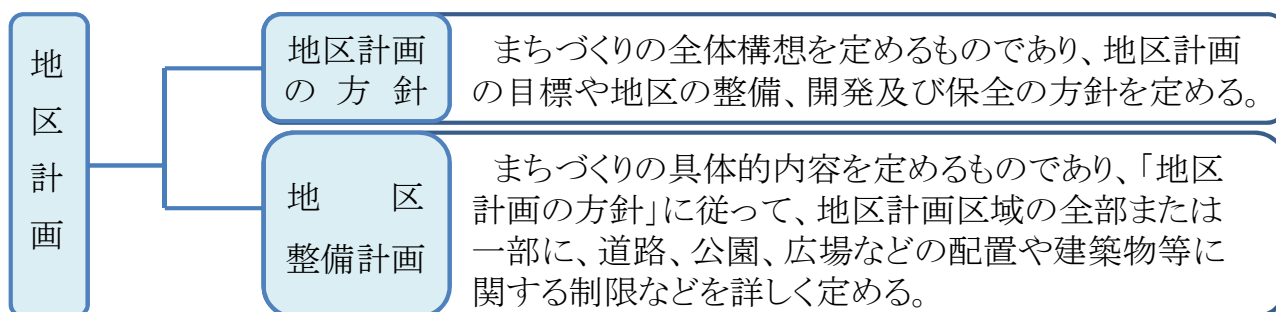 地区計画
地区計画
の方針
まちづくりの全体構想を定めるものであり、地区計画
の目標や地区の整備、開発及び保全の方針を定める。
地区
整備計画
まちづくりの具体的内容を定めるものであり、「地区
計画の方針」に従って、地区計画区域の全部または
一部に、道路、公園、広場などの配置や建築物等に
関する制限などを詳しく定める。